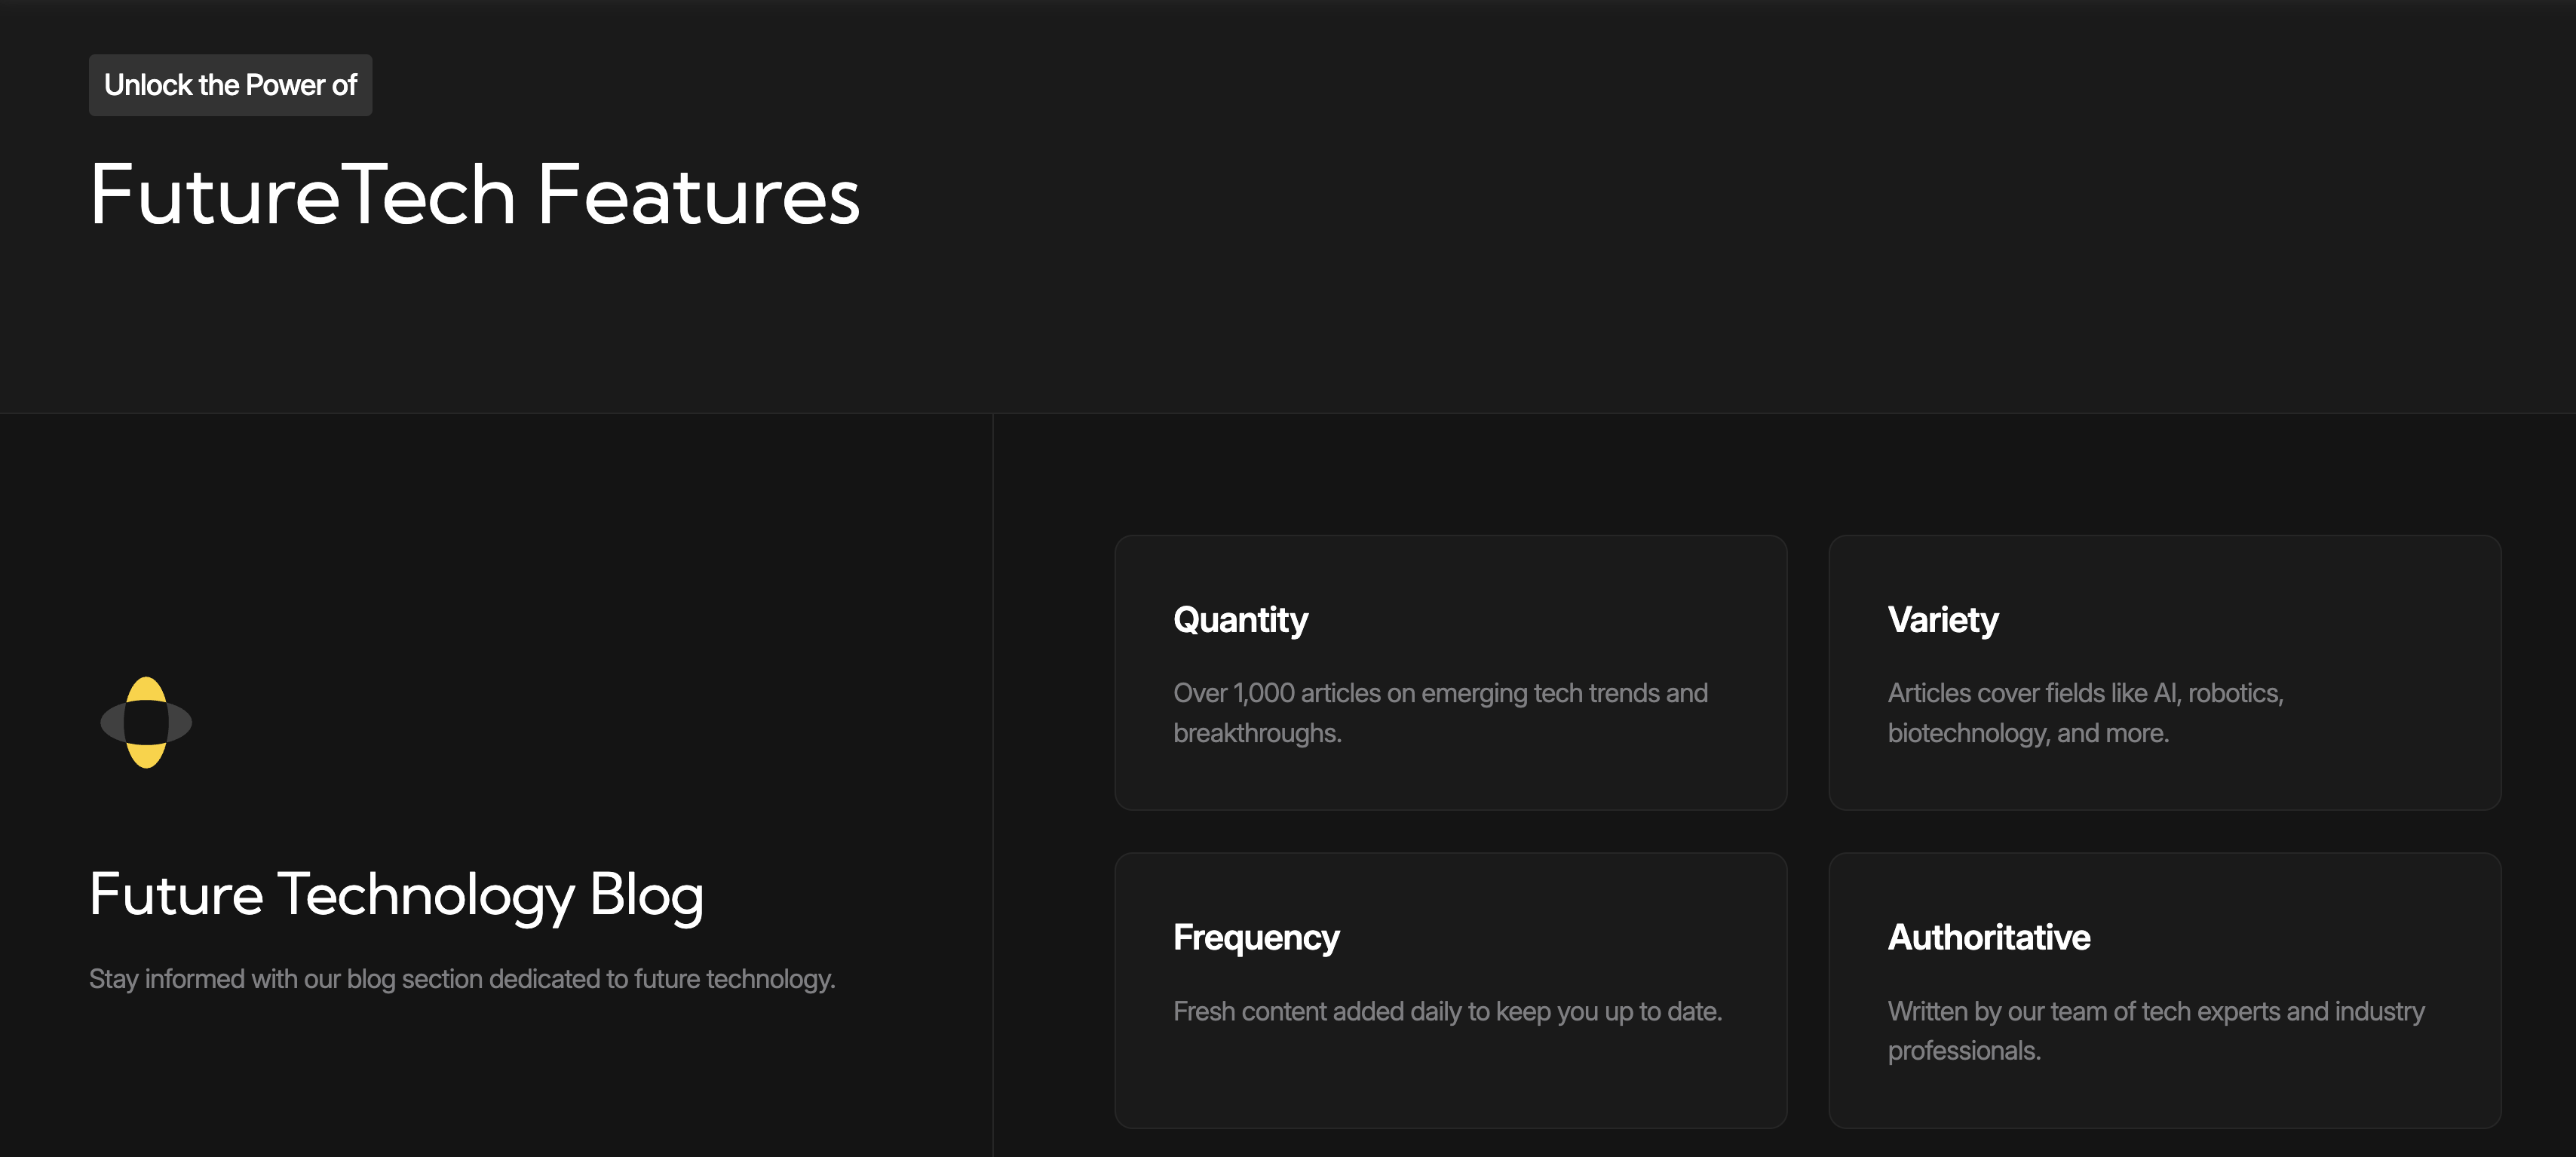 Unlock the Power of
FutureTech Features
Future Technology Blog
Stay informed with our blog section dedicated to future technology.
Quantity
Over 1,000 articles on emerging tech trends and
breakthroughs.
Variety
Articles cover fields like AI, robotics,
biotechnology, and more.
Frequency
Fresh content added daily to keep you up to date.
Authoritative
Written by our team of tech experts and industry
professionals.